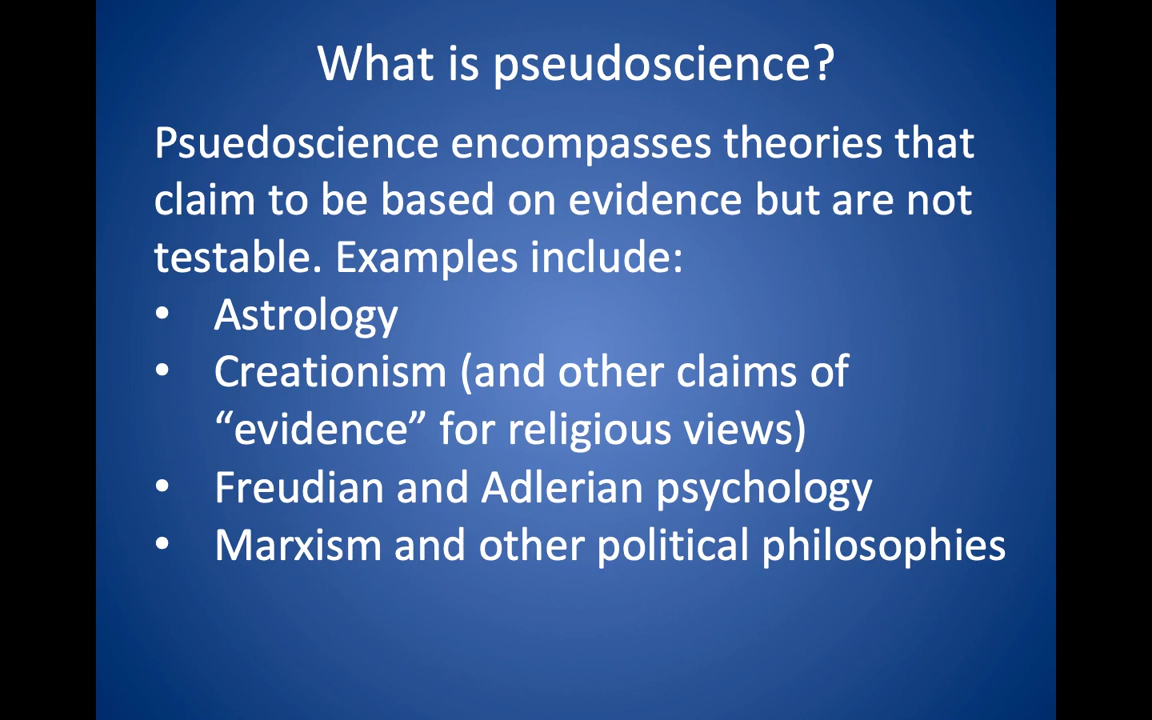 What is pseudoscience?
Psuedoscience encompasses theories that
claim to be based on evidence but are not
testable. Examples include:
• Astrology
• Creationism (and other claims of
“evidence” for religious views)
• Freudian and Adlerian psychology
• Marxism and other political philosophies